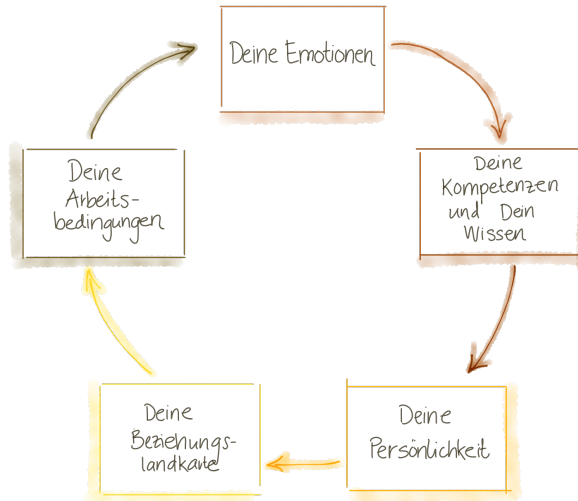 Deine Emotionen
Deine
Kompetenzen
und Dein
Wissen
Deine
Persönlichkeit
Deine
Beziehungs-
landkarte
Deine
Arbeits-
bedingungen